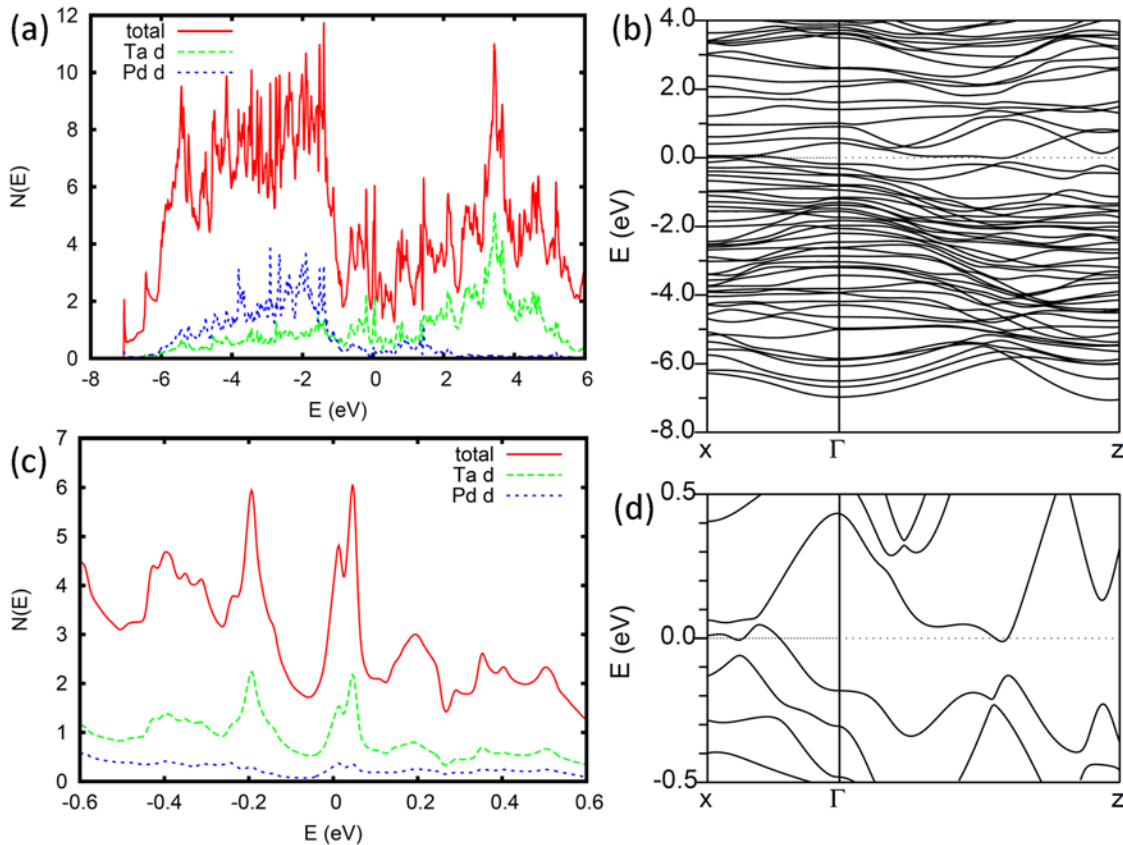 (a)
12
10
8
6
4
2
0
N(E)
total
Ta d
Pd d
-8
-6
-4
-2
0
2
4
6
E (eV)
(b)
4.0
2.0
0.0
-2.0
-4.0
-6.0
-8.0
E (eV)
x
Γ
z
(c)
7
6
5
4
3
2
1
0
N(E)
total
Ta d
Pd d
-0.6
-0.4
-0.2
0
0.2
0.4
0.6
E (eV)
(d)
0.5
0.0
-0.5
E (eV)
x
Γ
z